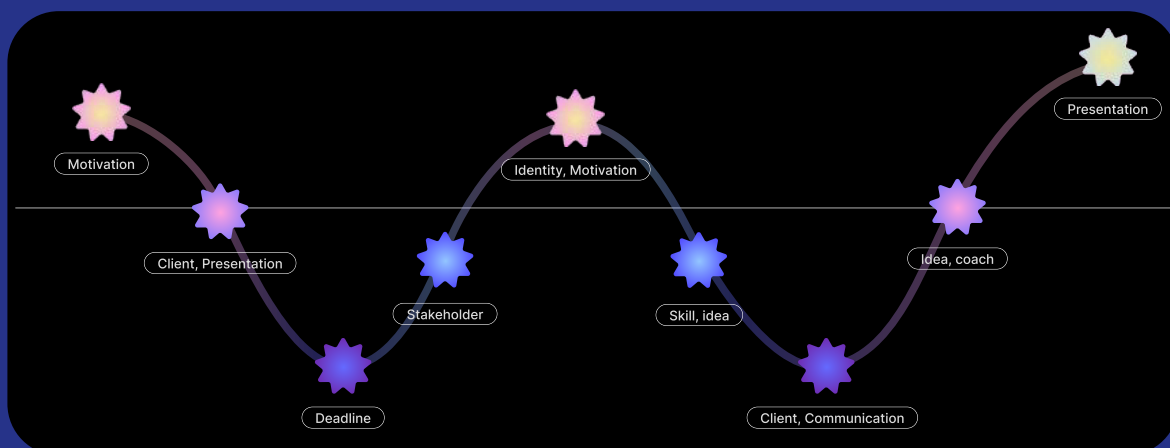 Motivation
Client, Presentation
Deadline
Stakeholder
Identity, Motivation
Skill, idea
Client, Communication
Idea, coach
Presentation